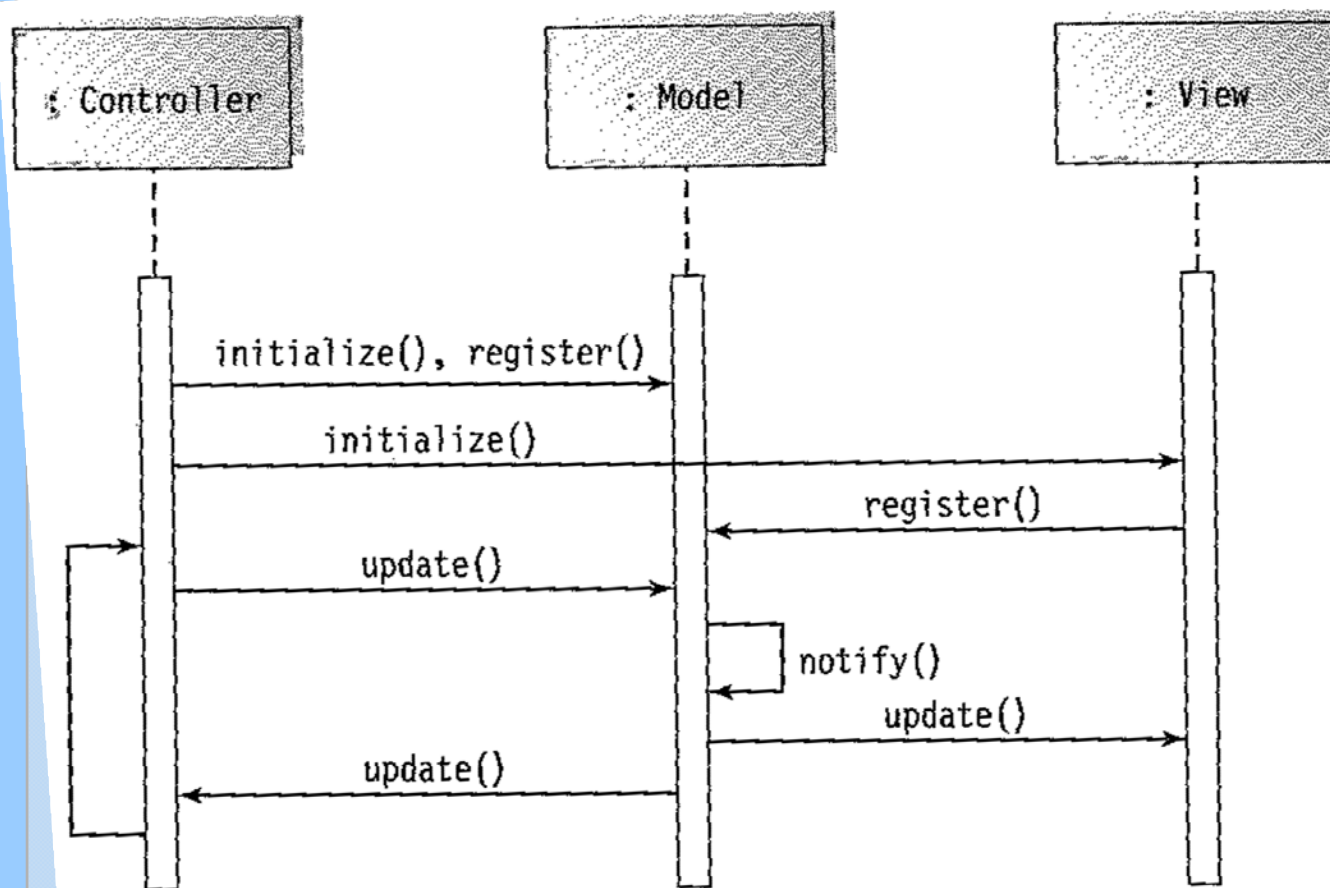 : Controller
: Model
: View
initialize(), register()
initialize()
register()
update()
notify()
update()
update()